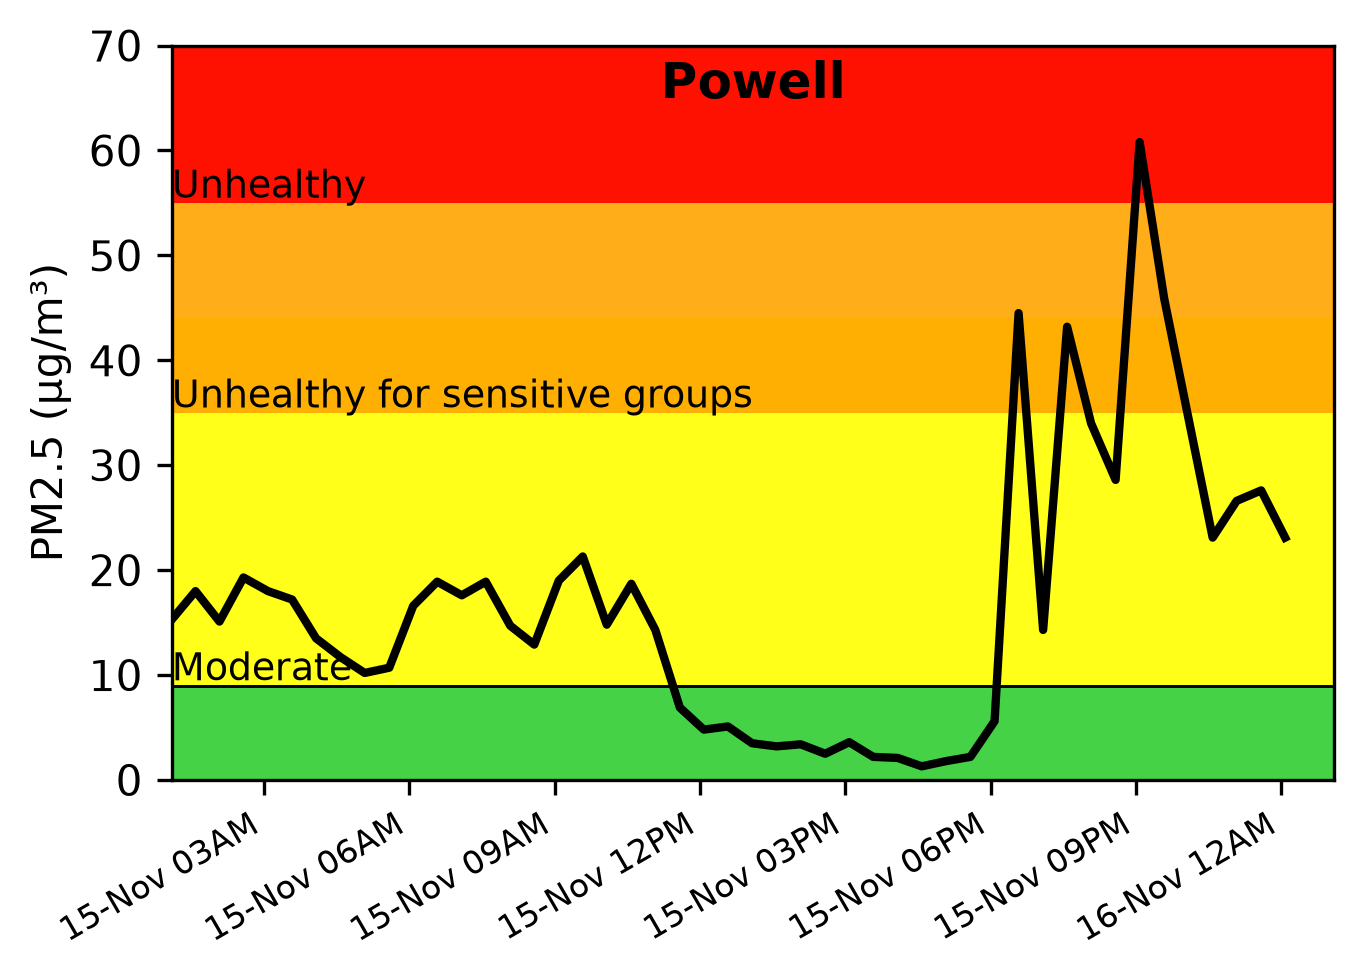 Powell
70
60
50
40
30
20
10
0
PM2.5 (µg/m³)
Unhealthy
Unhealthy for sensitive groups
Moderate
15-Nov 03AM
15-Nov 06AM
15-Nov 09AM
15-Nov 12PM
15-Nov 03PM
15-Nov 06PM
15-Nov 09PM
16-Nov 12AM